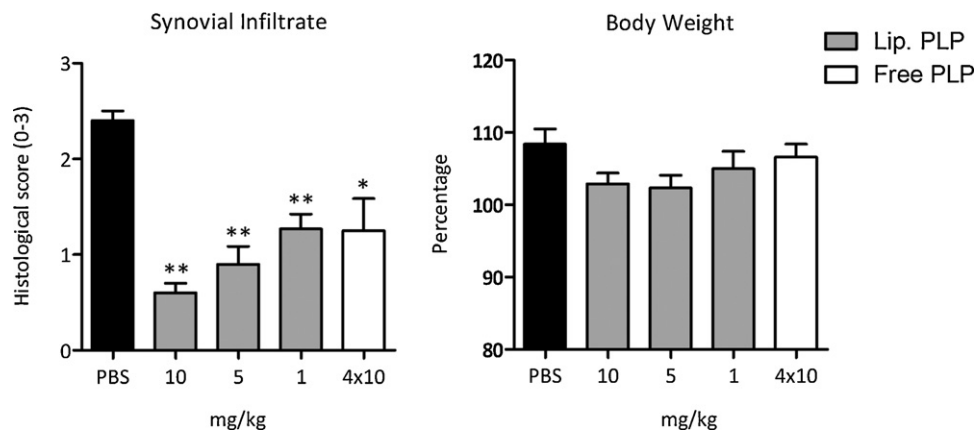 Synovial Infiltrate
Histological score (0-3)
3
2
1
0
**
**
**
*
PBS 10 5 1 4x10
mg/kg
Body Weight
Percentage
120
110
100
90
80
PBS 10 5 1 4x10
mg/kg
Lip. PLP
Free PLP